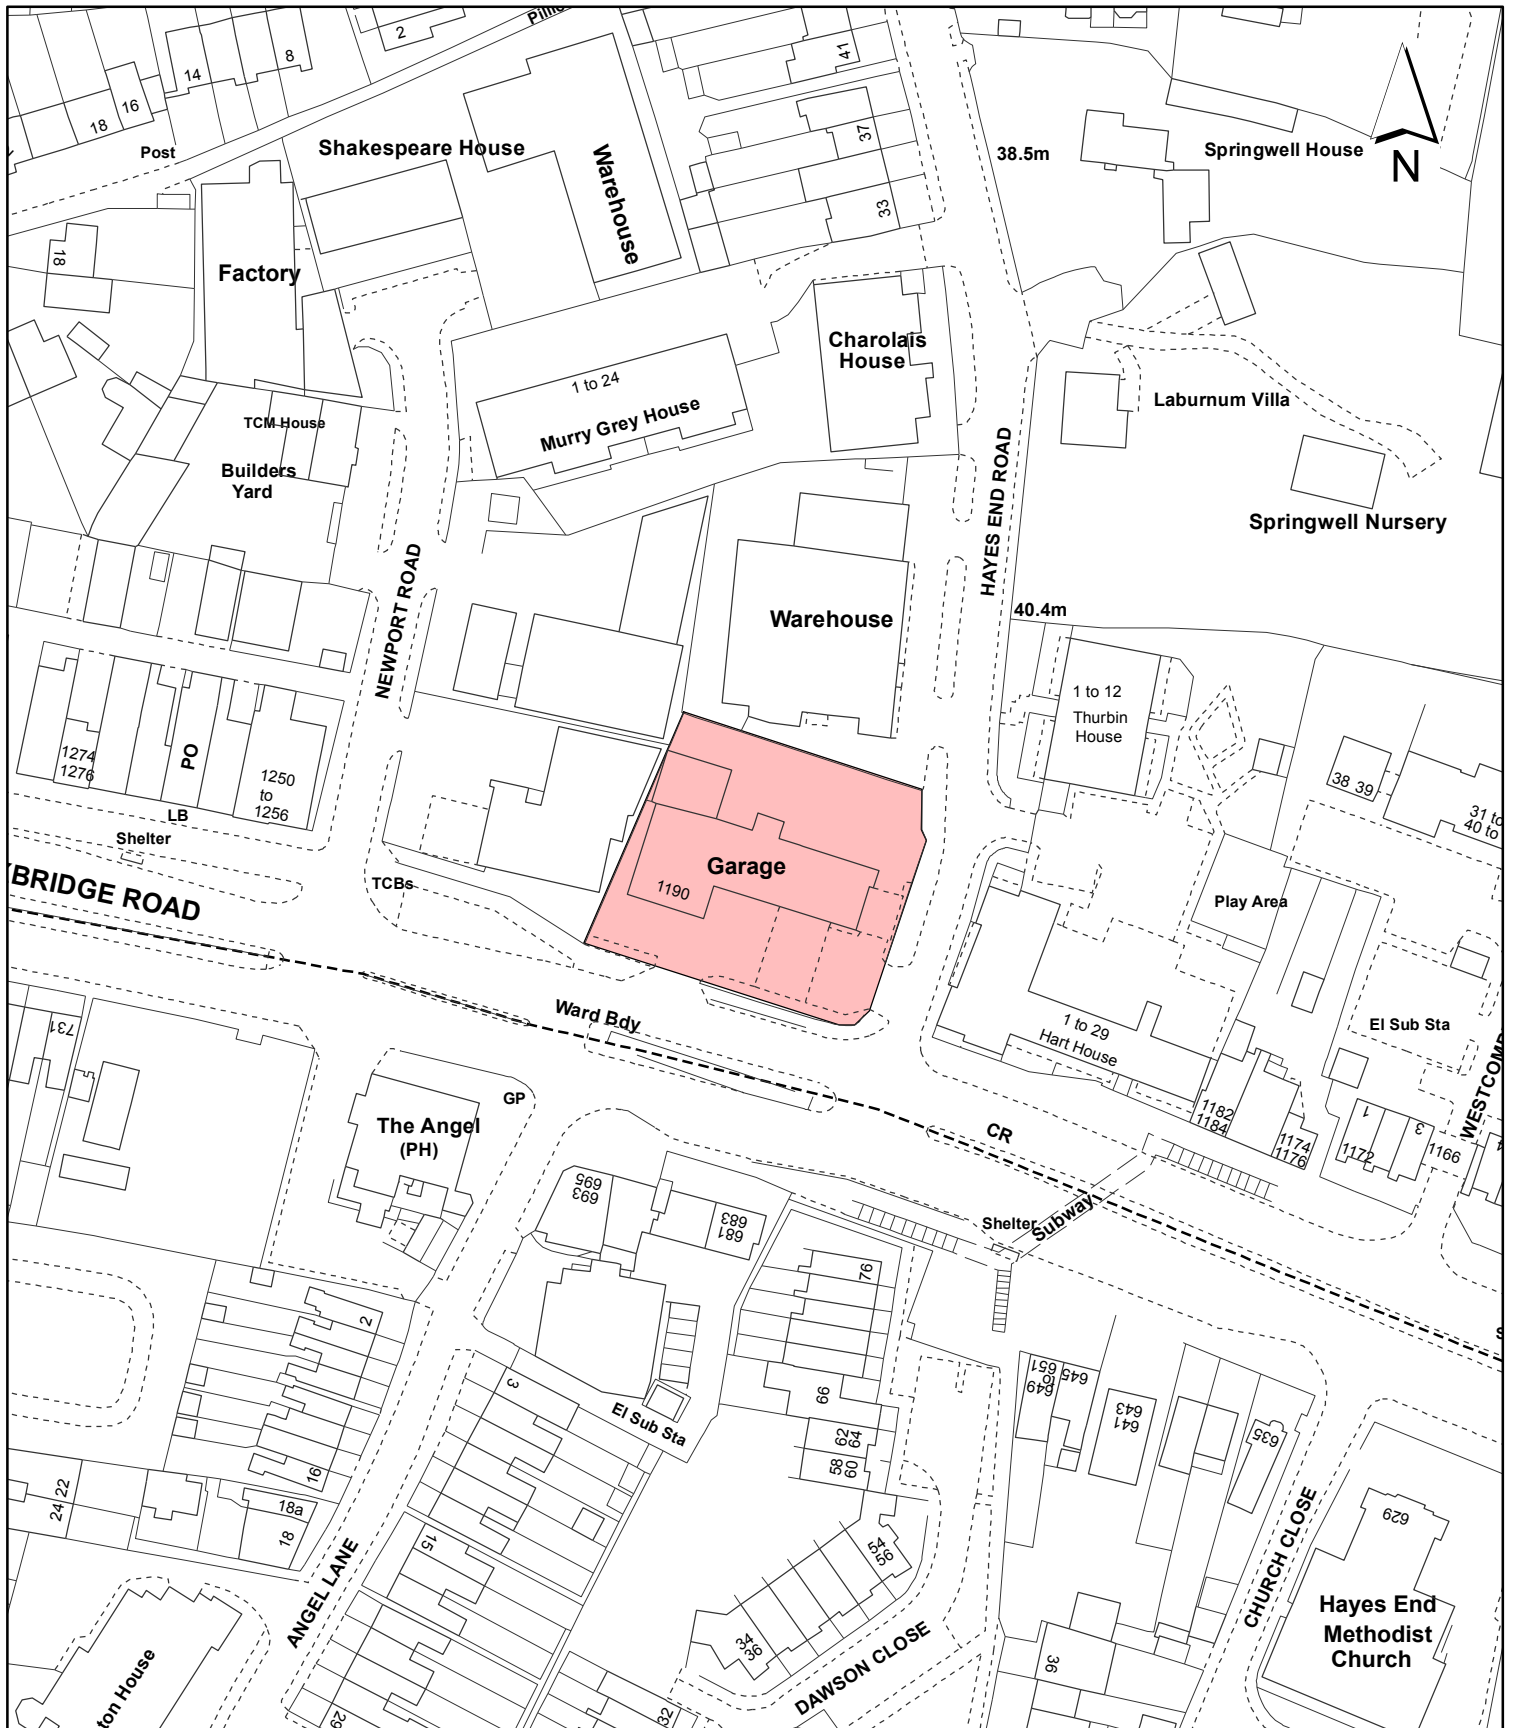 2
8
14
16
18
Post
Shakespeare House
Warehouse
41
37
33
38.5m
Springwell House
N
18
Factory
Charolais
House
1 to 24
Murry Grey House
Laburnum Villa
TCM House
Builders
Yard
HAYES END ROAD
Springwell Nursery
NEWPORT ROAD
Warehouse
40.4m
1 to 12
Thurbin
House
1274
1276
PO
1250
to
1256
LB
Shelter
38 39
31 to
40 to
Garage
1190
TCBs
BRIDGE ROAD
Play Area
Ward Bdy
1 to 29
Hart House
El Sub Sta
731
GP
The Angel
(PH)
CR
1182
1184
1174
1176
1
3
1172
1166
WESTCOMB
695
693
683
681
Shelter
Subway
76
2
3
66
El Sub Sta
62
64
58
60
651
to
649
645
643
641
635
16
18a
18
22
24
15
54
56
629
ANGEL LANE
CHURCH CLOSE
34
36
DAWSON CLOSE
36
Hayes End
Methodist
Church
ton House
29
32